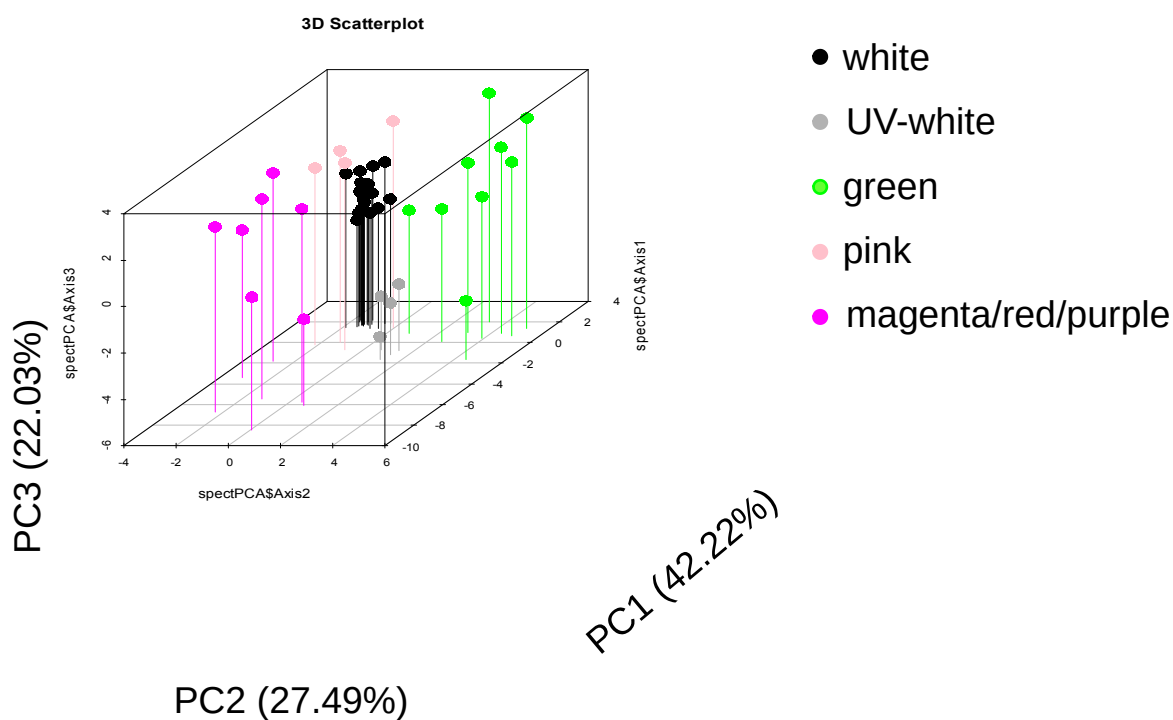 3D Scatterplot
white
UV-white
green
pink
magenta/red/purple
4
2
0
-2
-4
-6
spectPCA$Axis3
PC3 (22.03%)
-4
-2
0
2
4
6
spectPCA$Axis2
PC2 (27.49%)
-10
-8
-6
-4
-2
0
2
4
spectPCA$Axis1
PC1 (42.22%)